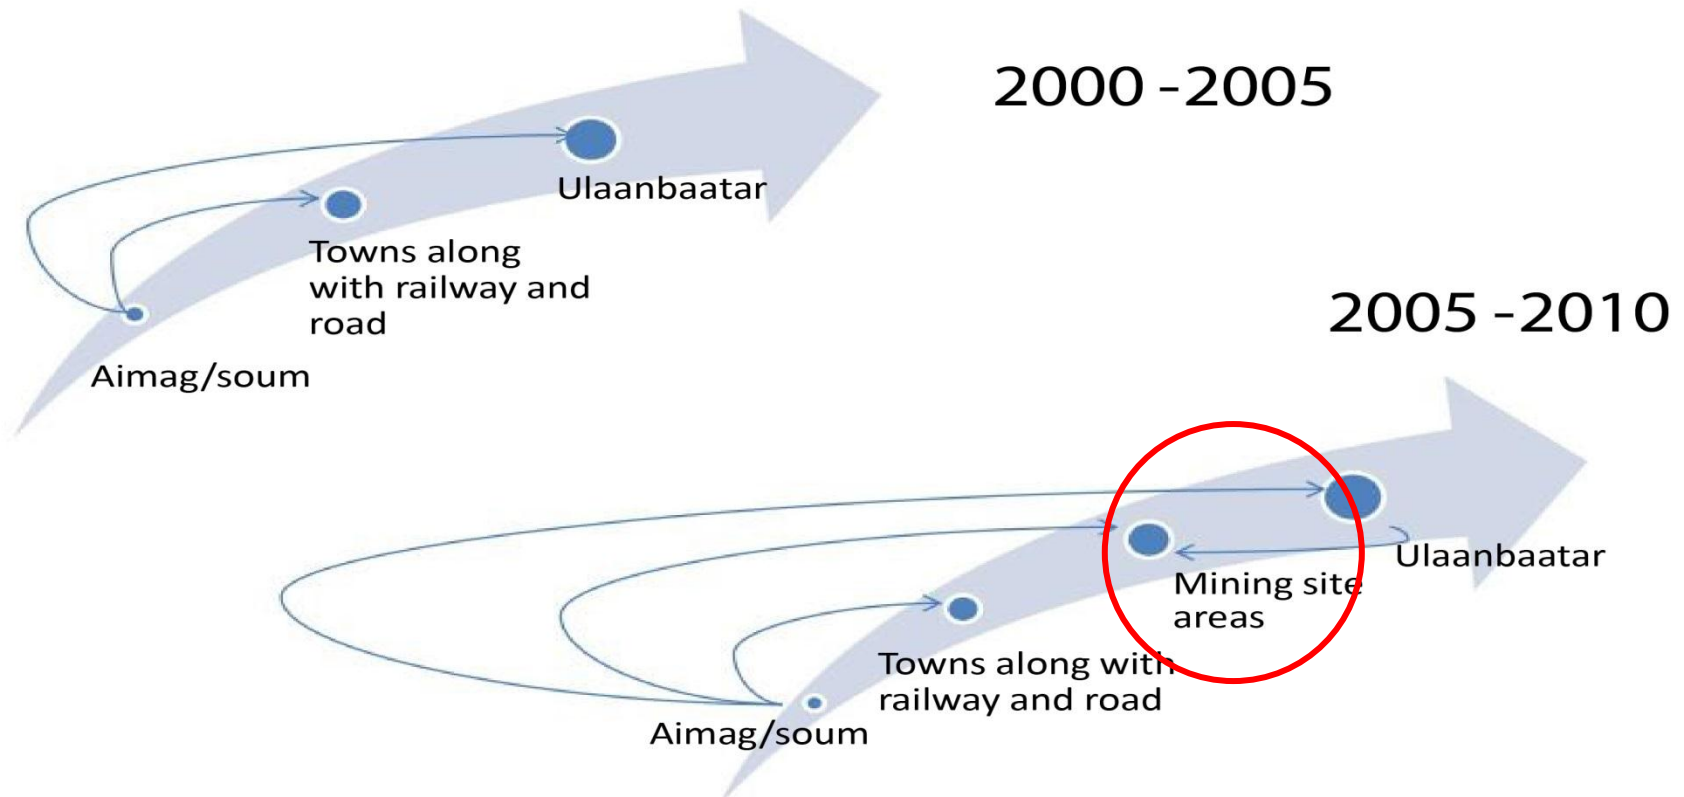 2000 -2005
Ulaanbaatar
Towns along
with railway and
road
Aimag/soum
2005 -2010
Ulaanbaatar
Mining site
areas
Towns along with
railway and road
Aimag/soum